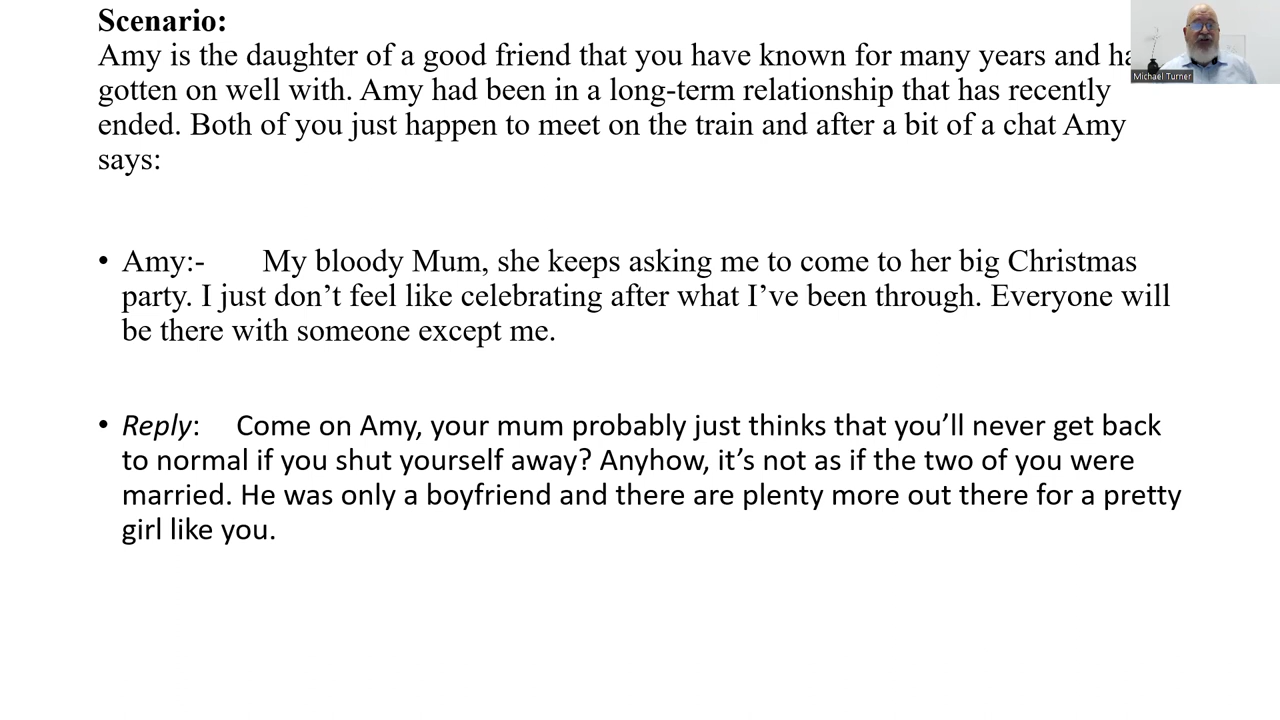 Scenario:
Amy is the daughter of a good friend that you have known for many years and
gotten on well with. Amy had been in a long-term relationship that has recently
ended. Both of you just happen to meet on the train and after a bit of a chat Amy
says:
• Amy:- My bloody Mum, she keeps asking me to come to her big Christmas
party. I just don’t feel like celebrating after what I’ve been through. Everyone will
be there with someone except me.
• Reply: Come on Amy, your mum probably just thinks that you’ll never get back
to normal if you shut yourself away? Anyhow, it’s not as if the two of you were
married. He was only a boyfriend and there are plenty more out there for a pretty
girl like you.
Michael Turner